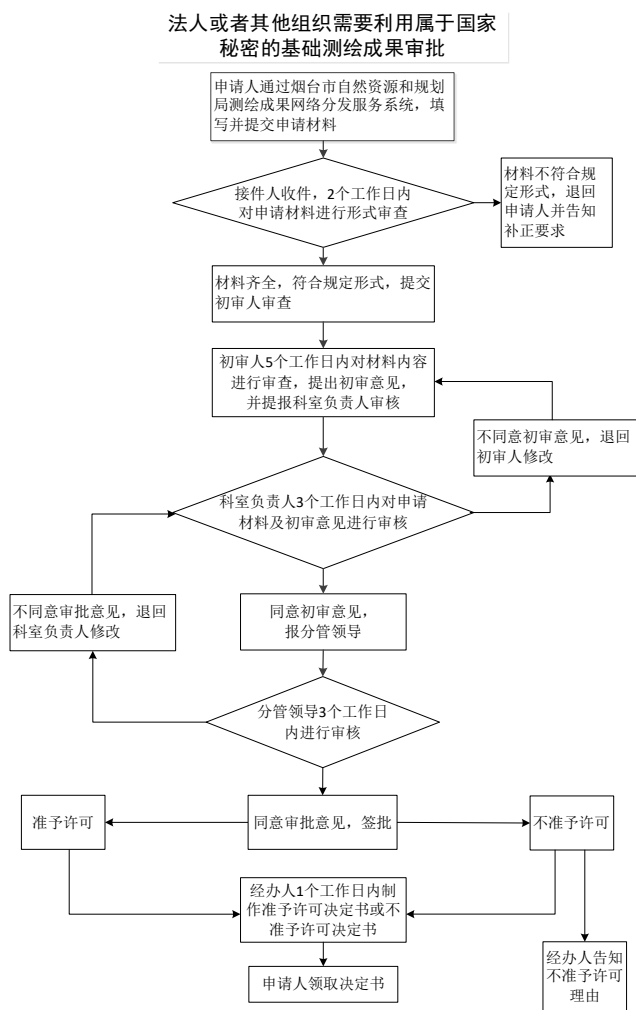 法人或者其他组织需要利用属于国家
秘密的基础测绘成果审批
申请人通过烟台市自然资源和规划
局测绘成果网络分发服务系统，填
写并提交申请材料
接件人收件，2个工作日内
对申请材料进行形式审查
材料不符合规
定形式，退回
申请人并告知
补正要求
材料齐全，符合规定形式，提交
初审人审查
初审人5个工作日内对材料内容
进行审查，提出初审意见，
并提报科室负责人审核
不同意初审意见，退回
初审人修改
科室负责人3个工作日内对申请
材料及初审意见进行审核
不同意审批意见，退回
科室负责人修改
同意初审意见，
报分管领导
分管领导3个工作日
内进行审核
准予许可
同意审批意见，签批
不准予许可
经办人1个工作日内制
作准予许可决定书或不
准予许可决定书
经办人告知
不准予许可
理由
申请人领取决定书